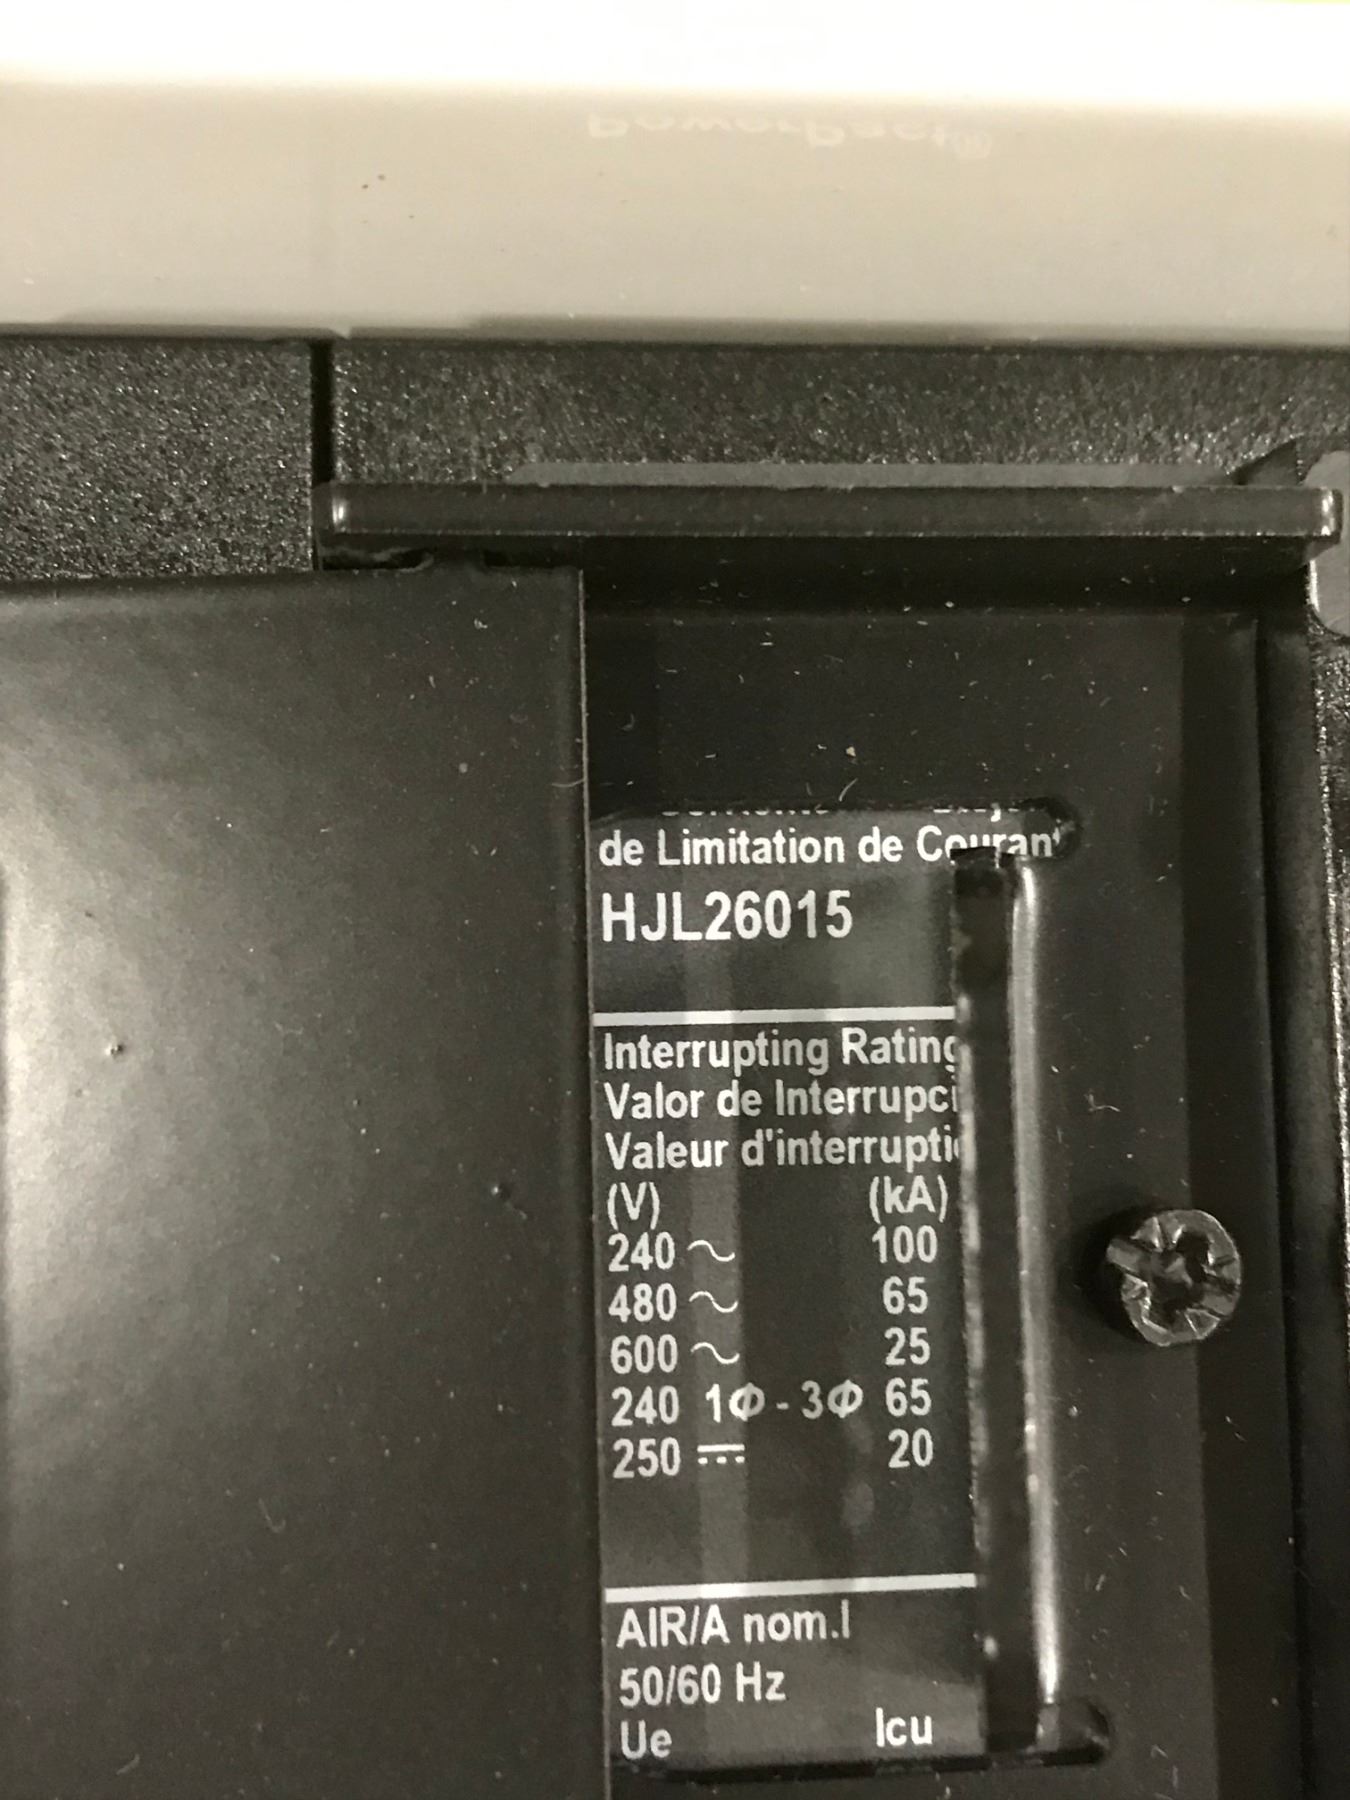 PowerPact®
de Limitation de Courant
HJL26015
Interrupting Rating
Valor de Interrupci
Valeur d'interrupti
(V) (kA)
240 ~ 100
480 ~ 65
600 ~ 25
240 1Φ - 3Φ 65
250 ⎓ 20
AIR/A nom.I
50/60 Hz
Ue Icu